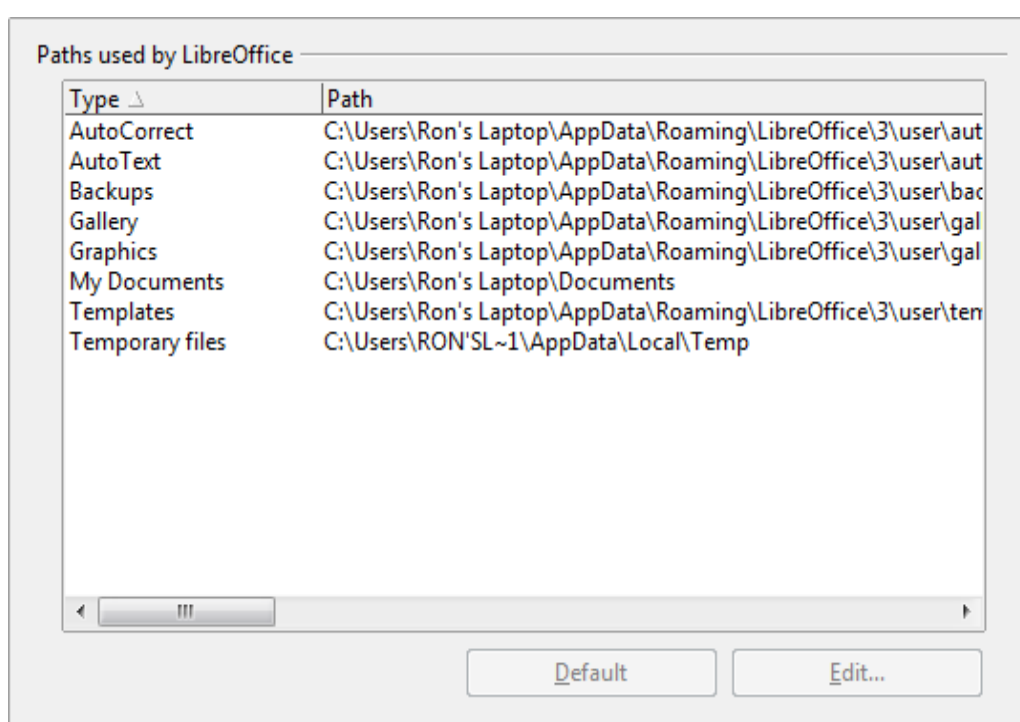 Paths used by LibreOffice
Type Path
AutoCorrect C:\Users\Ron's Laptop\AppData\Roaming\LibreOffice\3\user\aut
AutoText C:\Users\Ron's Laptop\AppData\Roaming\LibreOffice\3\user\aut
Backups C:\Users\Ron's Laptop\AppData\Roaming\LibreOffice\3\user\bac
Gallery C:\Users\Ron's Laptop\AppData\Roaming\LibreOffice\3\user\gal
Graphics C:\Users\Ron's Laptop\AppData\Roaming\LibreOffice\3\user\gal
My Documents C:\Users\Ron's Laptop\Documents
Templates C:\Users\Ron's Laptop\AppData\Roaming\LibreOffice\3\user\tem
Temporary files C:\Users\RON'SL~1\AppData\Local\Temp
Default Edit...